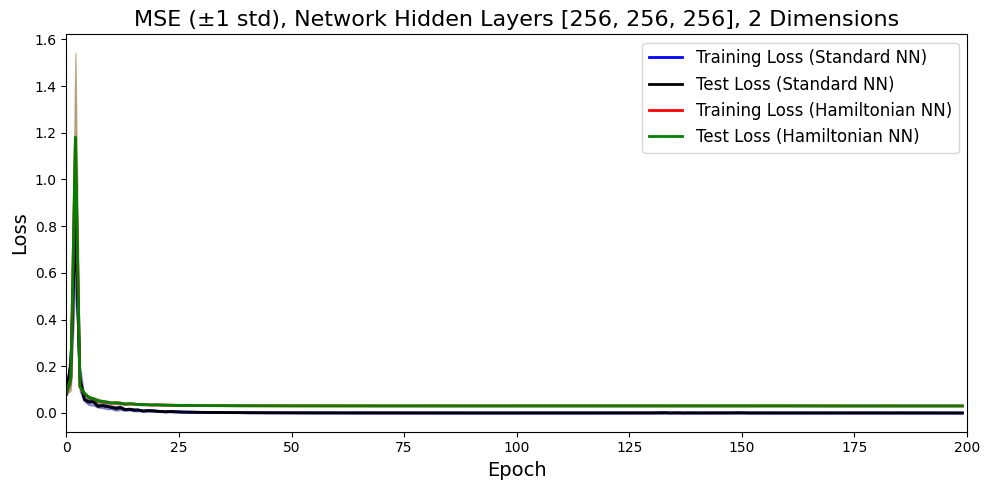 MSE (±1 std), Network Hidden Layers [256, 256, 256], 2 Dimensions
Training Loss (Standard NN)
Test Loss (Standard NN)
Training Loss (Hamiltonian NN)
Test Loss (Hamiltonian NN)
Loss
1.6
1.4
1.2
1.0
0.8
0.6
0.4
0.2
0.0
0 25 50 75 100 125 150 175 200
Epoch